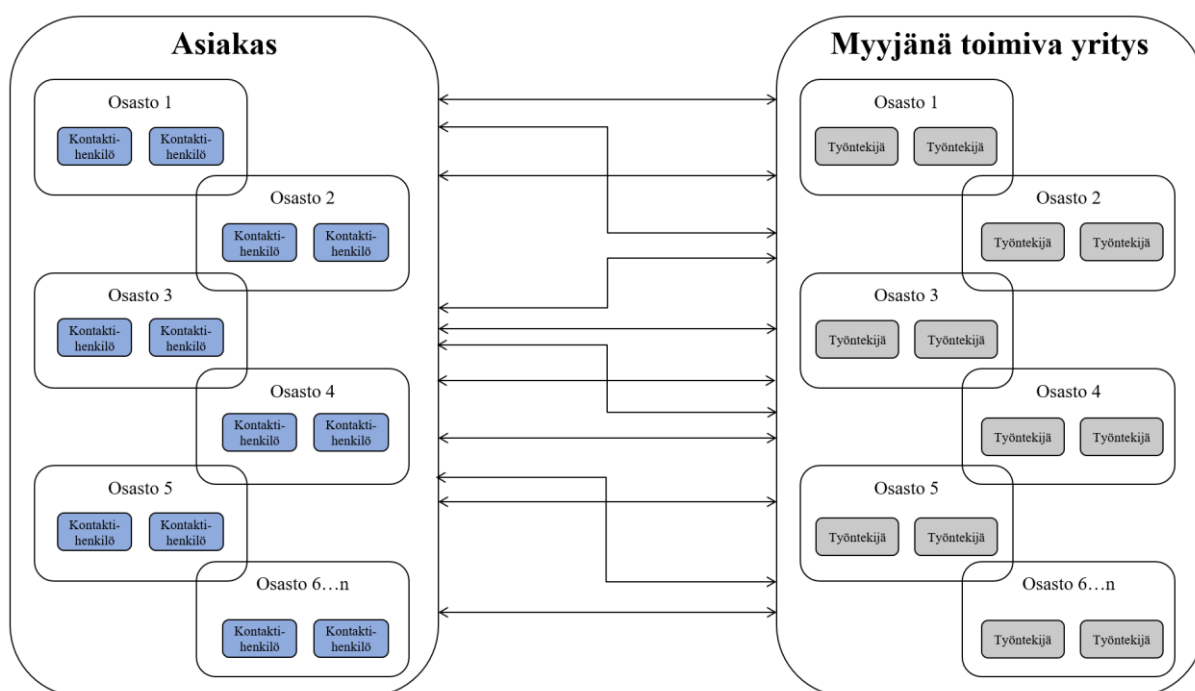 Asiakas
Osasto 1
Kontakti-
henkilö
Kontakti-
henkilö
Osasto 2
Kontakti-
henkilö
Kontakti-
henkilö
Osasto 3
Kontakti-
henkilö
Kontakti-
henkilö
Osasto 4
Kontakti-
henkilö
Kontakti-
henkilö
Osasto 5
Kontakti-
henkilö
Kontakti-
henkilö
Osasto 6…n
Kontakti-
henkilö
Kontakti-
henkilö
Myyjänä toimiva yritys
Osasto 1
Työntekijä
Työntekijä
Osasto 2
Työntekijä
Työntekijä
Osasto 3
Työntekijä
Työntekijä
Osasto 4
Työntekijä
Työntekijä
Osasto 5
Työntekijä
Työntekijä
Osasto 6…n
Työntekijä
Työntekijä